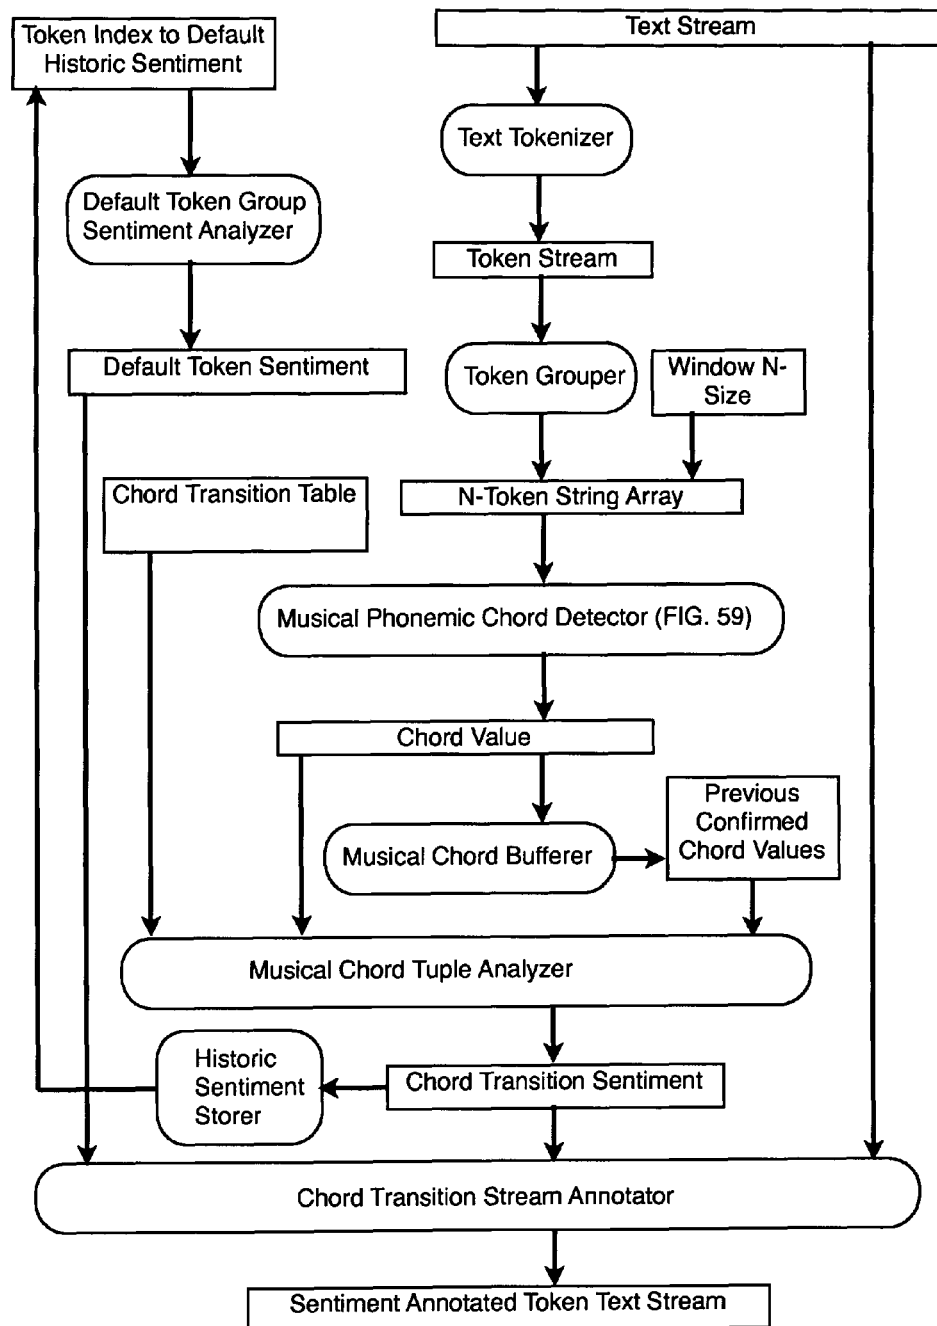 Token Index to Default
Historic Sentiment
Text Stream
Text Tokenizer
Default Token Group
Sentiment Analyzer
Token Stream
Default Token Sentiment
Token Grouper
Window N-
Size
Chord Transition Table
N-Token String Array
Musical Phonemic Chord Detector (FIG. 59)
Chord Value
Previous
Confirmed
Chord Values
Musical Chord Bufferer
Musical Chord Tuple Analyzer
Historic
Sentiment
Storer
Chord Transition Sentiment
Chord Transition Stream Annotator
Sentiment Annotated Token Text Stream